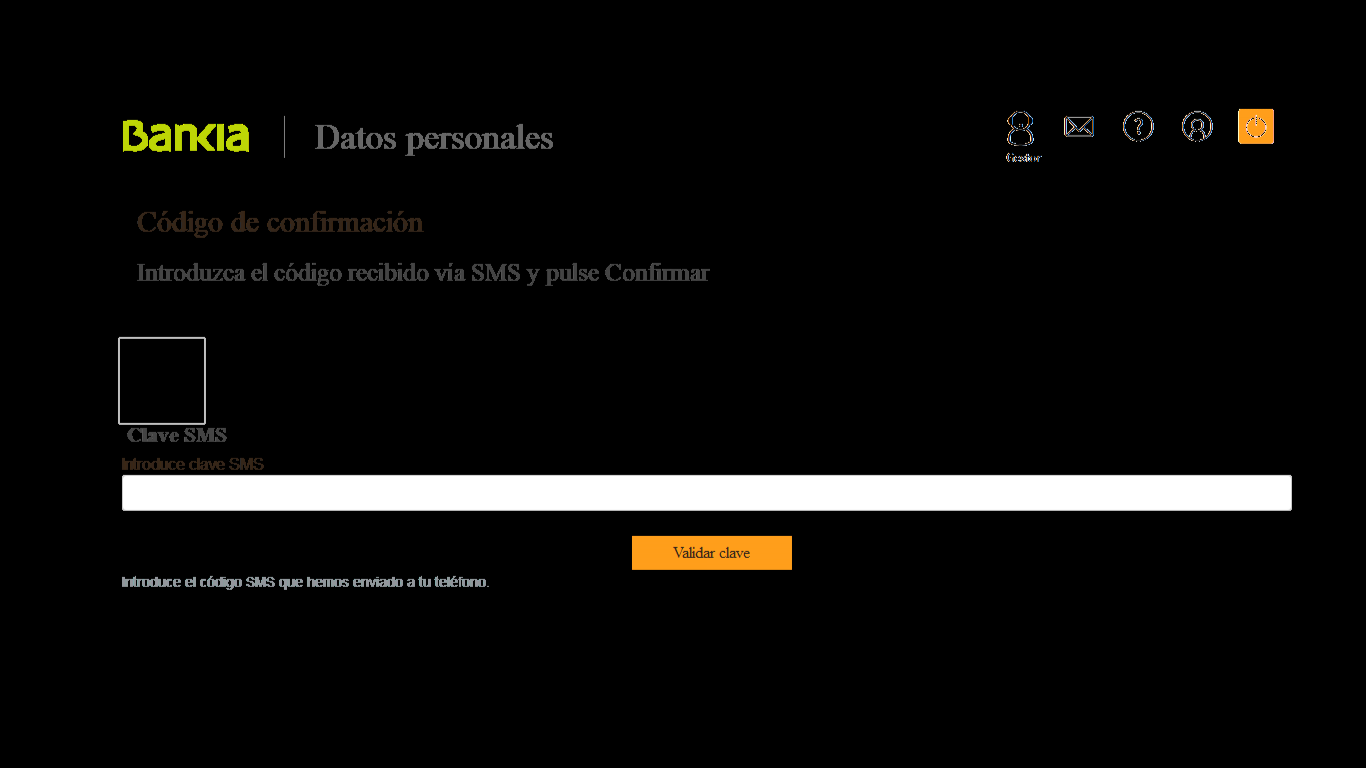 Bankia
Datos personales
Gestor
Código de confirmación
Introduzca el código recibido vía SMS y pulse Confirmar
Clave SMS
Introduce clave SMS
Validar clave
Introduce el código SMS que hemos enviado a tu teléfono.